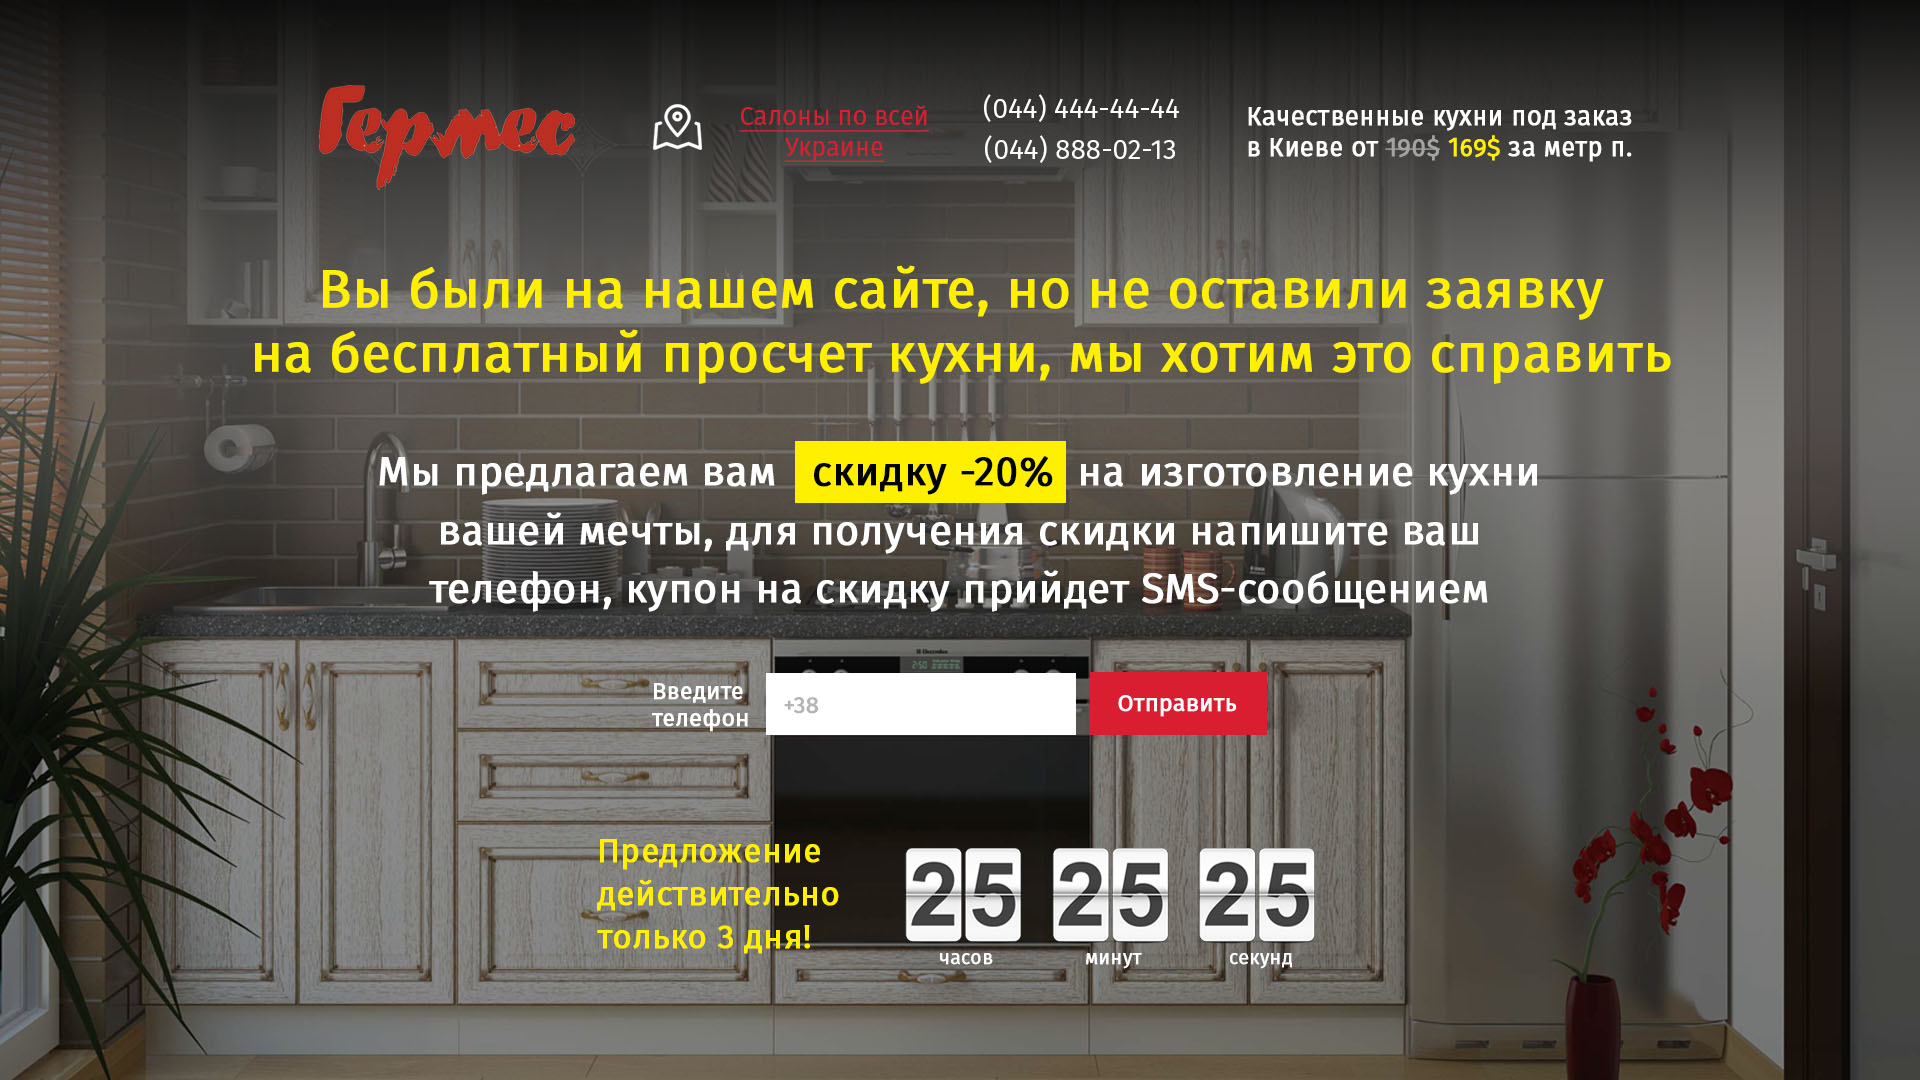 Гермес
Салоны по всей
Украине
(044) 444-44-44
(044) 888-02-13
Качественные кухни под заказ
в Киеве от 190$ 169$ за метр п.
Вы были на нашем сайте, но не оставили заявку
на бесплатный просчет кухни, мы хотим это справить
Мы предлагаем вам скидку -20% на изготовление кухни
вашей мечты, для получения скидки напишите ваш
телефон, купон на скидку прийдет SMS-сообщением
Введите
телефон
+38
Отправить
Предложение
действительно
только 3 дня!
25 25 25
часов минут секунд